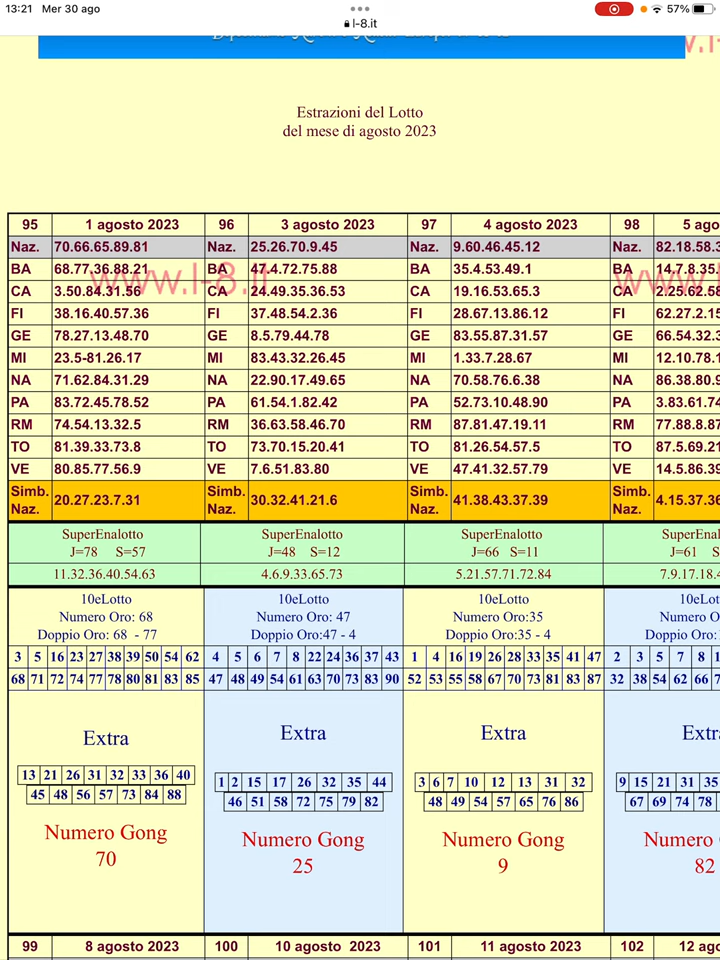 13:21 Mer 30 ago
57%
l-8.it
Estrazioni del Lotto
del mese di agosto 2023
95 1 agosto 2023 96 3 agosto 2023 97 4 agosto 2023 98 5 ago
Naz. 70.66.65.89.81 Naz. 25.26.70.9.45 Naz. 9.60.46.45.12 Naz. 82.18.58.3
BA 68.77.36.88.21 BA 47.4.72.75.88 BA 35.4.53.49.1 BA 14.7.8.35.
CA 3.50.84.31.56 CA 24.49.35.36.53 CA 19.16.53.65.3 CA 2.25.62.58
FI 38.16.40.57.36 FI 37.48.54.2.36 FI 28.67.13.86.12 FI 62.27.2.15
GE 78.27.13.48.70 GE 8.5.79.44.78 GE 83.55.87.31.57 GE 66.54.32.3
MI 23.5-81.26.17 MI 83.43.32.26.45 MI 1.33.7.28.67 MI 12.10.78.1
NA 71.62.84.31.29 NA 22.90.17.49.65 NA 70.58.76.6.38 NA 86.38.80.9
PA 83.72.45.78.52 PA 61.54.1.82.42 PA 52.73.10.48.90 PA 3.83.61.74
RM 74.54.13.32.5 RM 36.63.58.46.70 RM 87.81.47.19.11 RM 77.88.8.87
TO 81.39.33.73.8 TO 73.70.15.20.41 TO 81.26.54.57.5 TO 87.5.69.21
VE 80.85.77.56.9 VE 7.6.51.83.80 VE 47.41.32.57.79 VE 14.5.86.39
Simb. Naz. 20.27.23.7.31 Simb. Naz. 30.32.41.21.6 Simb. Naz. 41.38.43.37.39 Simb. Naz. 4.15.37.36
www.l-8.it
SuperEnalotto SuperEnalotto SuperEnalotto SuperEnal
J=78 S=57 J=48 S=12 J=66 S=11 J=61 S
11.32.36.40.54.63 4.6.9.33.65.73 5.21.57.71.72.84 7.9.17.18.4
10eLotto 10eLotto 10eLotto 10eLot
Numero Oro: 68 Numero Oro: 47 Numero Oro:35 Numero O
Doppio Oro: 68 - 77 Doppio Oro:47 - 4 Doppio Oro:35 - 4 Doppio Oro:
3 5 16 23 27 38 39 50 54 62 4 5 6 7 8 22 24 36 37 43 1 4 16 19 26 28 33 35 41 47 2 3 5 7 8 1
68 71 72 74 77 78 80 81 83 85 47 48 49 54 61 63 70 73 83 90 52 53 55 58 67 70 73 81 83 87 32 38 54 62 66 7
Extra Extra Extra Extr
13 21 26 31 32 33 36 40 1 2 15 17 26 32 35 44 3 6 7 10 12 13 31 32 9 15 21 31 35
45 48 56 57 73 84 88 46 51 58 72 75 79 82 48 49 54 57 65 76 86 67 69 74 78
Numero Gong Numero Gong Numero Gong Numero
70 25 9 82
99 8 agosto 2023 100 10 agosto 2023 101 11 agosto 2023 102 12 ago